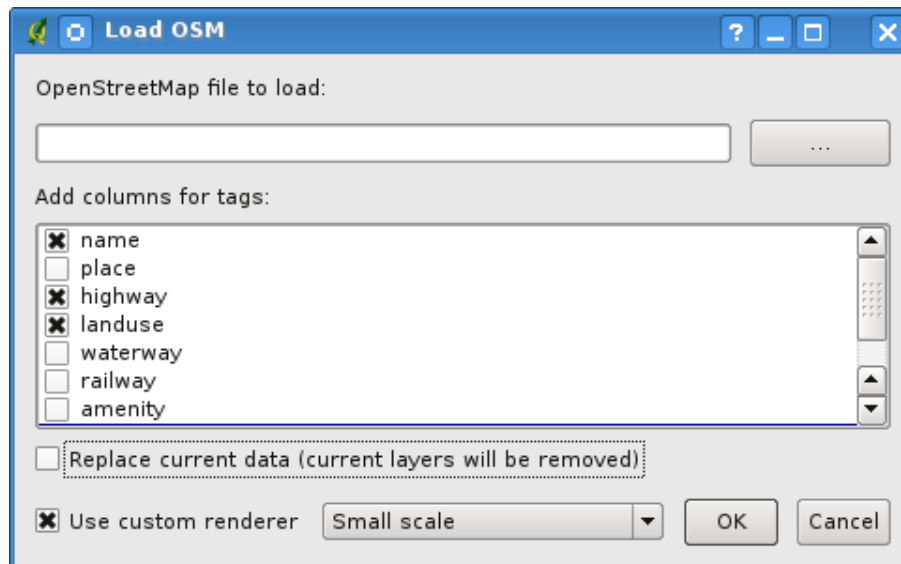 Load OSM
OpenStreetMap file to load:
...
Add columns for tags:
name
place
highway
landuse
waterway
railway
amenity
Replace current data (current layers will be removed)
Use custom renderer Small scale OK Cancel